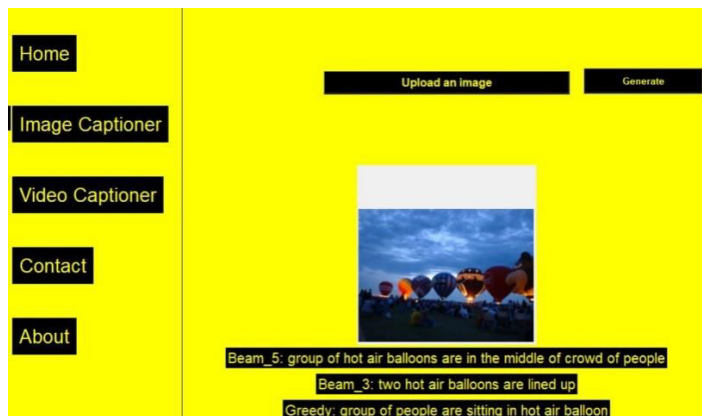 Home
Image Captioner
Video Captioner
Contact
About
Upload an image
Generate
Beam_5: group of hot air balloons are in the middle of crowd of people
Beam_3: two hot air balloons are lined up
Greedy: group of people are sitting in hot air balloon